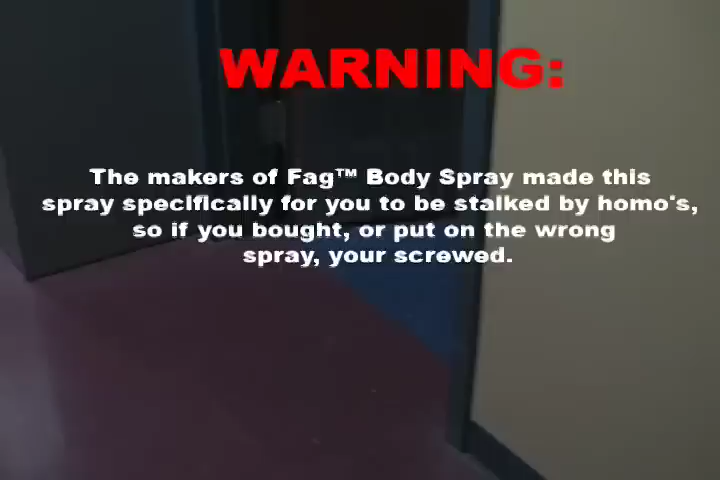 WARNING:
The makers of Fag™ Body Spray made this
spray specifically for you to be stalked by homo's,
so if you bought, or put on the wrong
spray, your screwed.